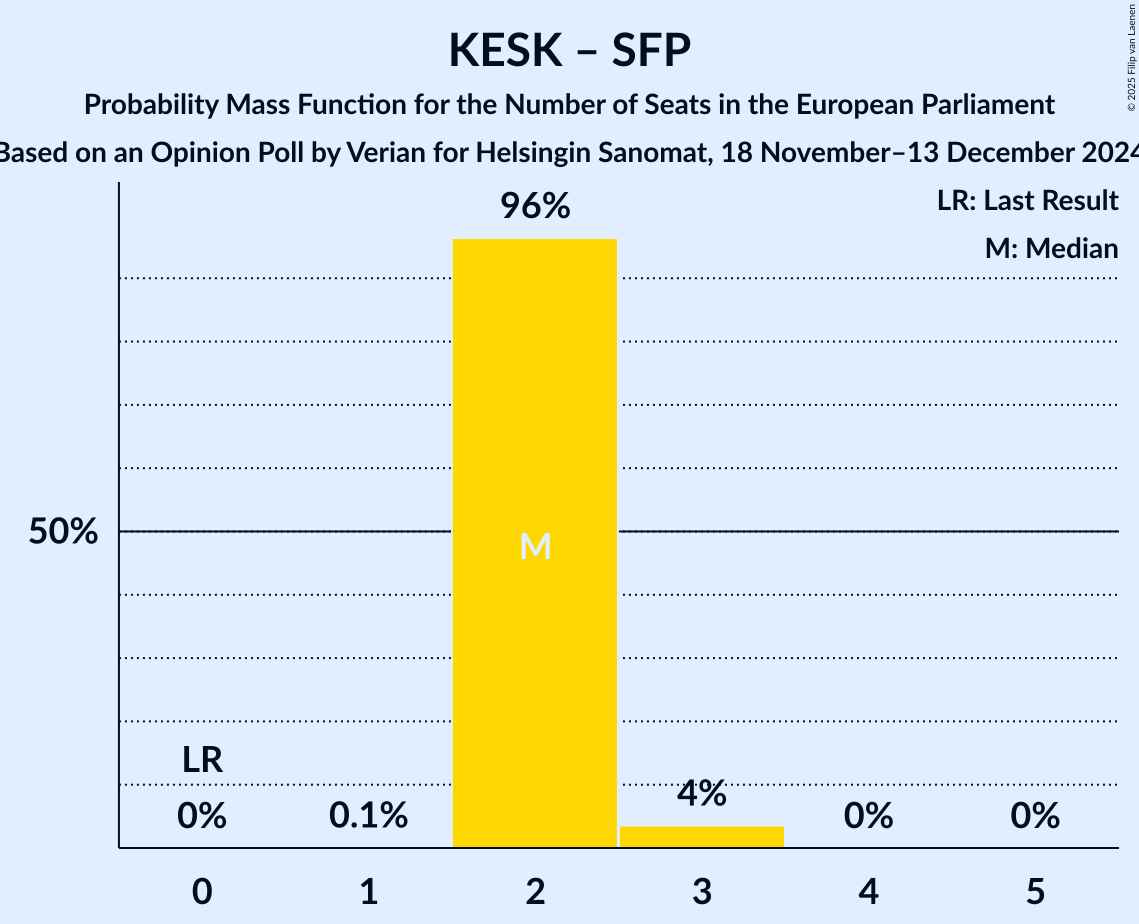 KESK – SFP
Probability Mass Function for the Number of Seats in the European Parliament
Based on an Opinion Poll by Verian for Helsingin Sanomat, 18 November–13 December 2024
© 2025 Filip van Laenen
LR: Last Result
M: Median
96%
50%
M
LR
0%
0.1%
4%
0%
0%
0
1
2
3
4
5